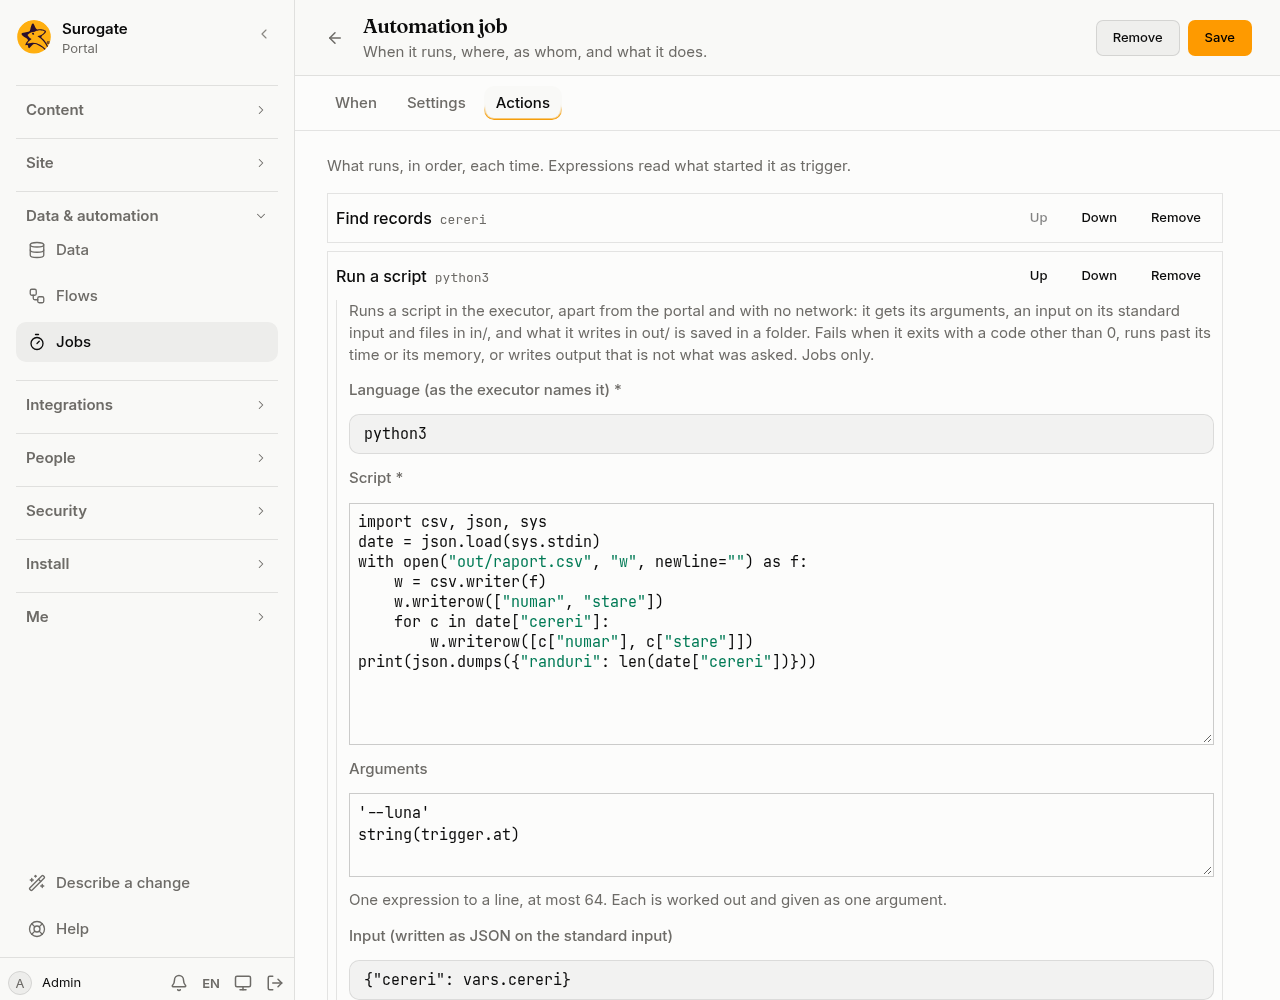 Surogate
Portal
Content
Site
Data & automation
Data
Flows
Jobs
Integrations
People
Security
Install
Me
Describe a change
Help
A Admin EN
Automation job
When it runs, where, as whom, and what it does.
Remove Save
When Settings Actions
What runs, in order, each time. Expressions read what started it as trigger.
Find records cereri Up Down Remove
Run a script python3 Up Down Remove
Runs a script in the executor, apart from the portal and with no network: it gets its arguments, an input on its standard
input and files in in/, and what it writes in out/ is saved in a folder. Fails when it exits with a code other than 0, runs past its
time or its memory, or writes output that is not what was asked. Jobs only.
Language (as the executor names it) *
python3
Script *
import csv, json, sys
date = json.load(sys.stdin)
with open("out/raport.csv", "w", newline="") as f:
    w = csv.writer(f)
    w.writerow(["numar", "stare"])
    for c in date["cereri"]:
        w.writerow([c["numar"], c["stare"]])
print(json.dumps({"randuri": len(date["cereri"])}))
Arguments
'--luna'
string(trigger.at)
One expression to a line, at most 64. Each is worked out and given as one argument.
Input (written as JSON on the standard input)
{"cereri": vars.cereri}